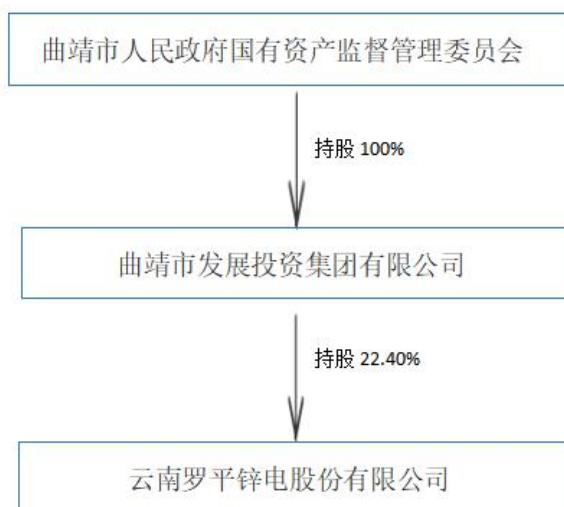 曲靖市人民政府国有资产监督管理委员会
持股 100%
曲靖市发展投资集团有限公司
持股 22.40%
云南罗平锌电股份有限公司